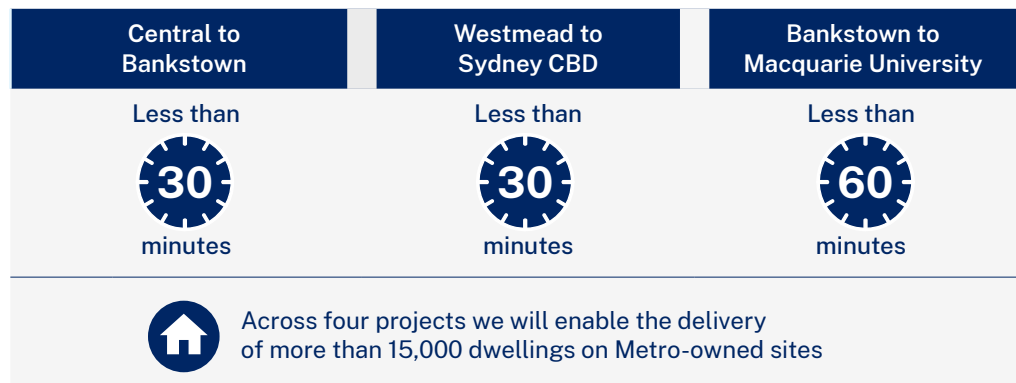 Central to
Bankstown
Less than
30
minutes
Westmead to
Sydney CBD
Less than
30
minutes
Bankstown to
Macquarie University
Less than
60
minutes
Across four projects we will enable the delivery
of more than 15,000 dwellings on Metro-owned sites